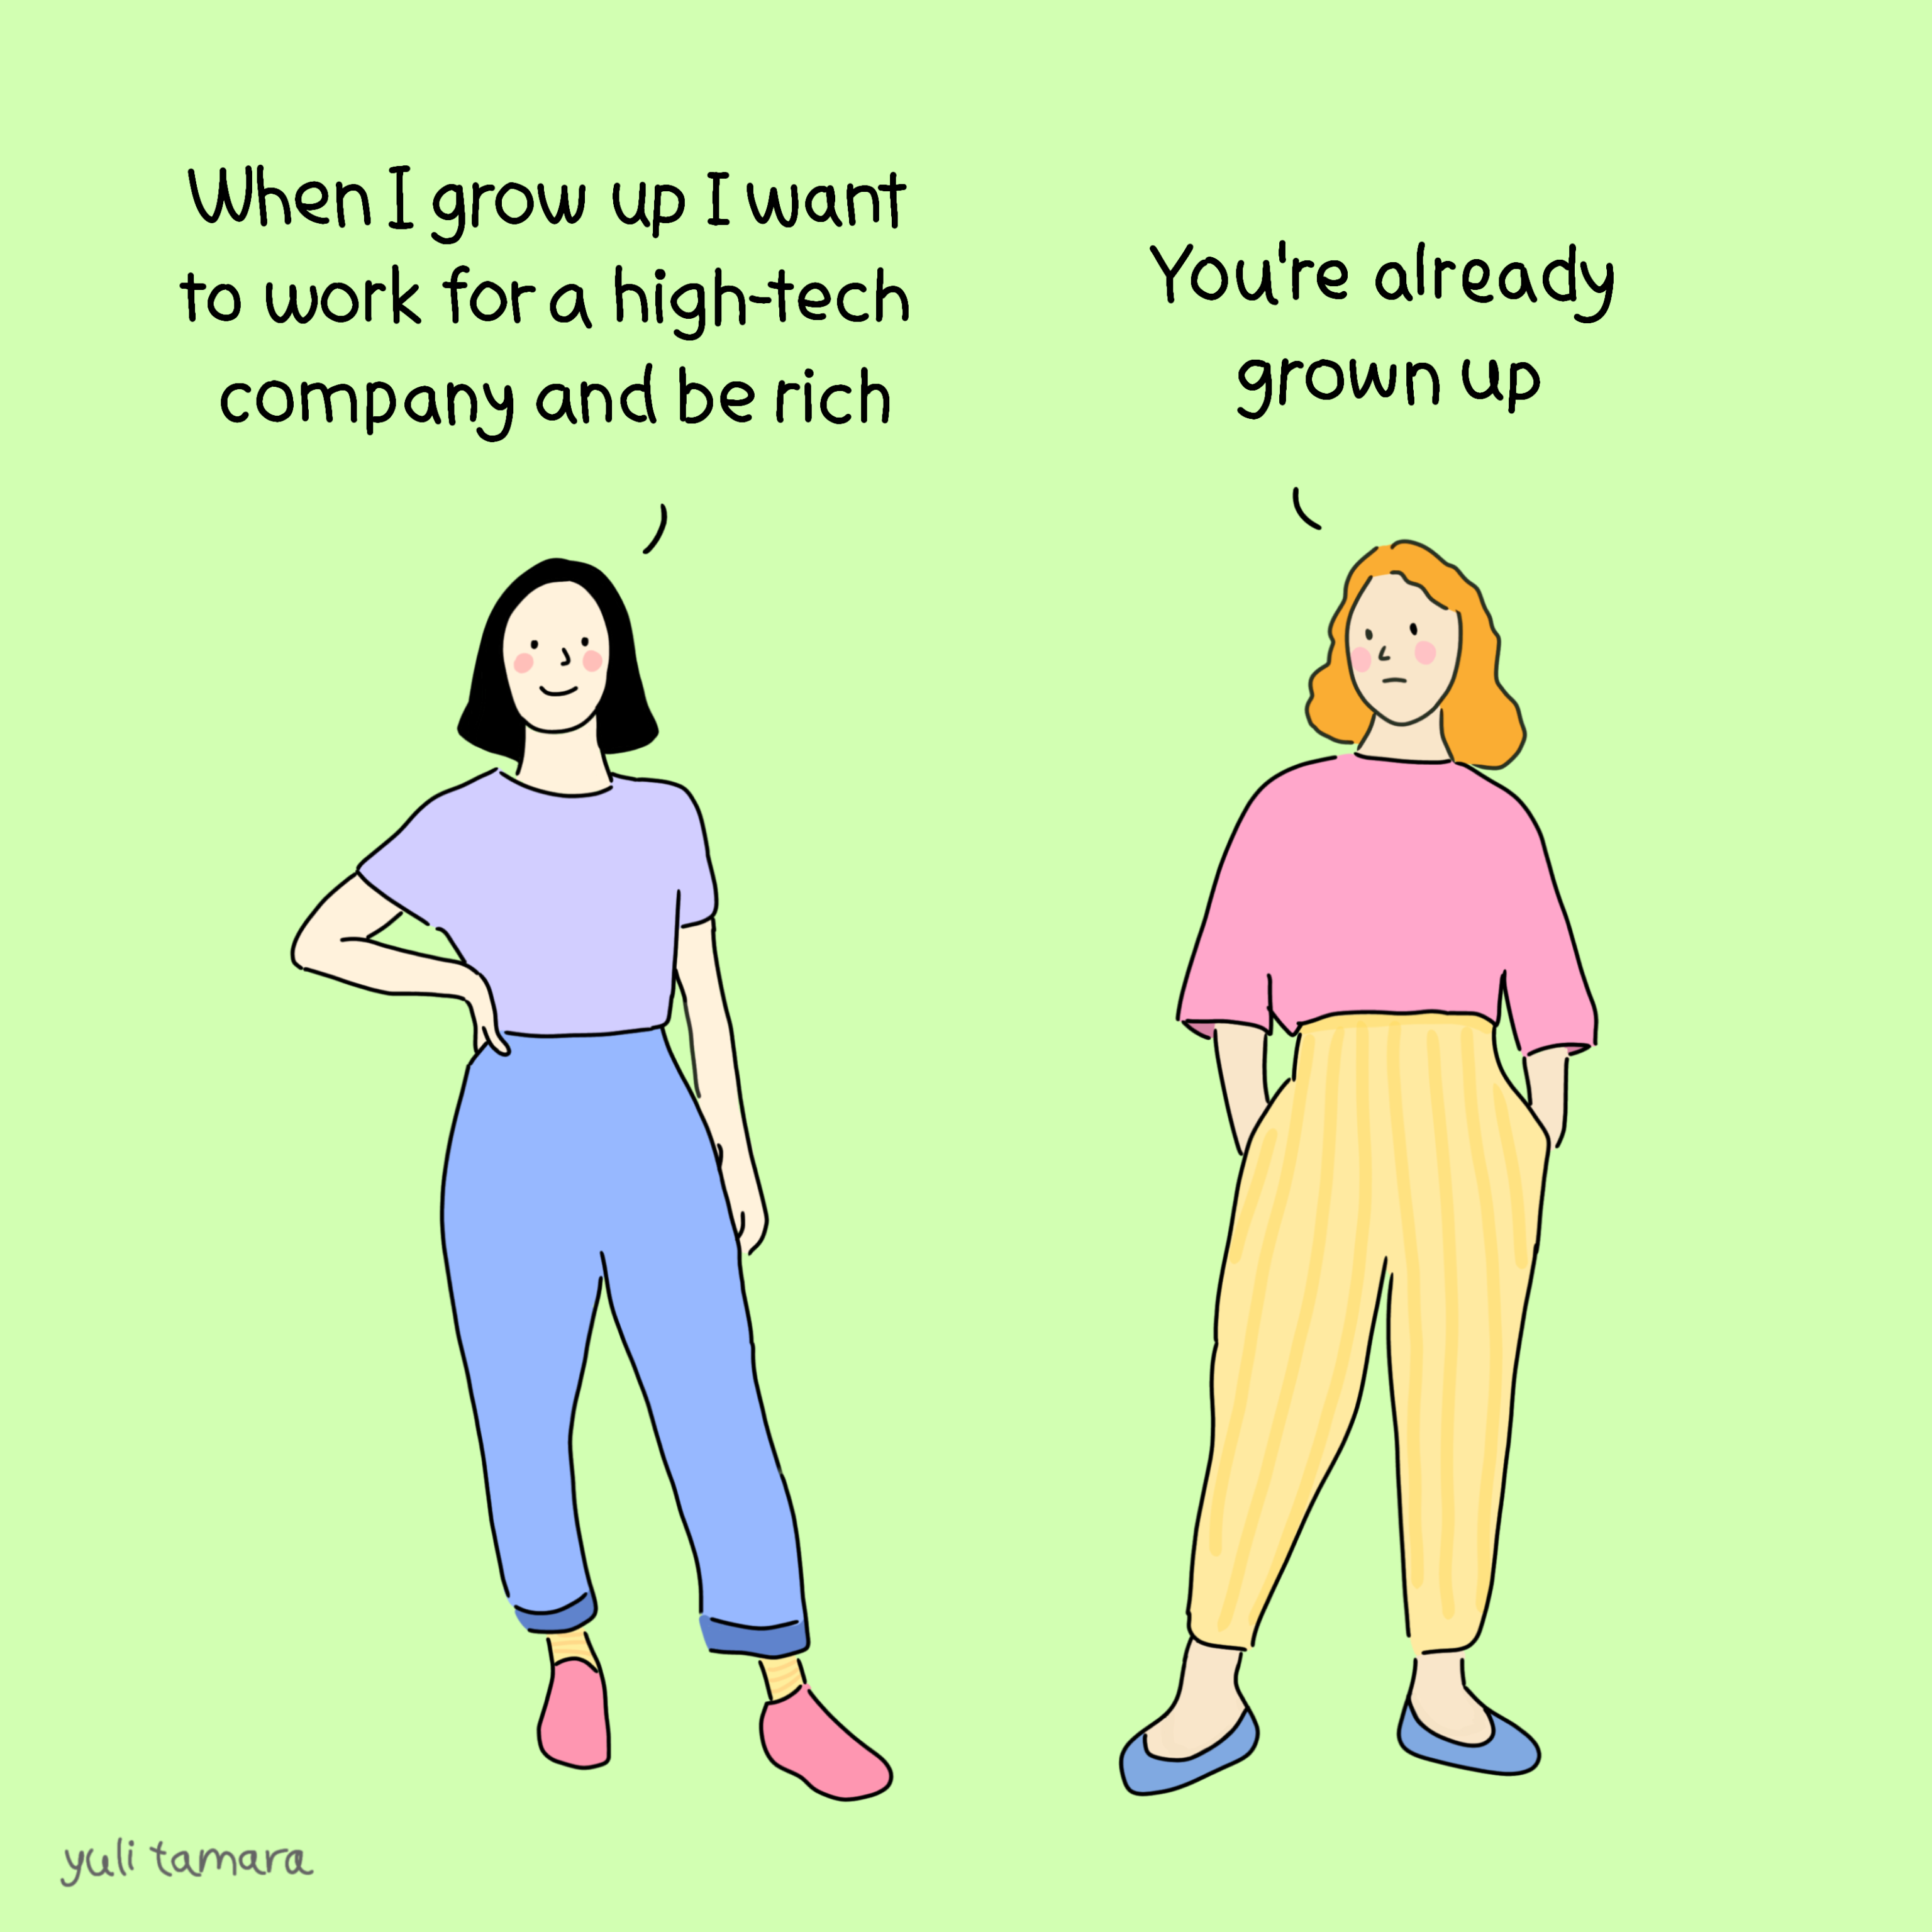 When I grow up I want
to work for a high-tech
company and be rich
You're already
grown up
yuli tamara